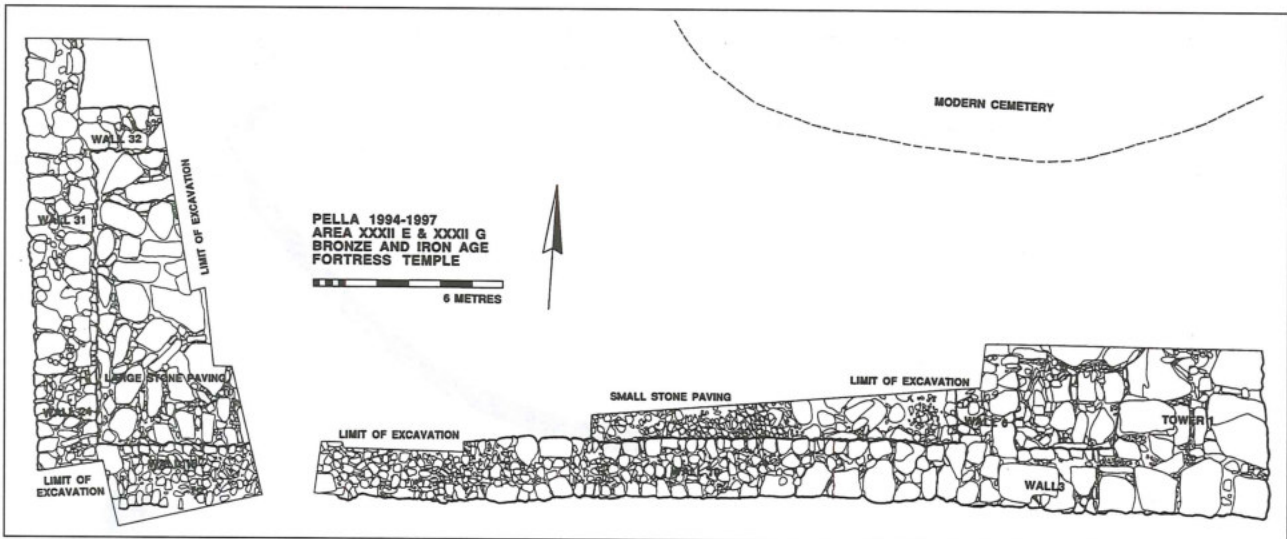 MODERN CEMETERY
WALL 32
LIMIT OF EXCAVATION
WALL 31
PELLA 1994-1997
AREA XXXII E & XXXII G
BRONZE AND IRON AGE
FORTRESS TEMPLE
6 METRES
LARGE STONE PAVING
WALL 24
LIMIT OF
EXCAVATION
LIMIT OF EXCAVATION
SMALL STONE PAVING
LIMIT OF EXCAVATION
WALL
TOWER 1
WALL3